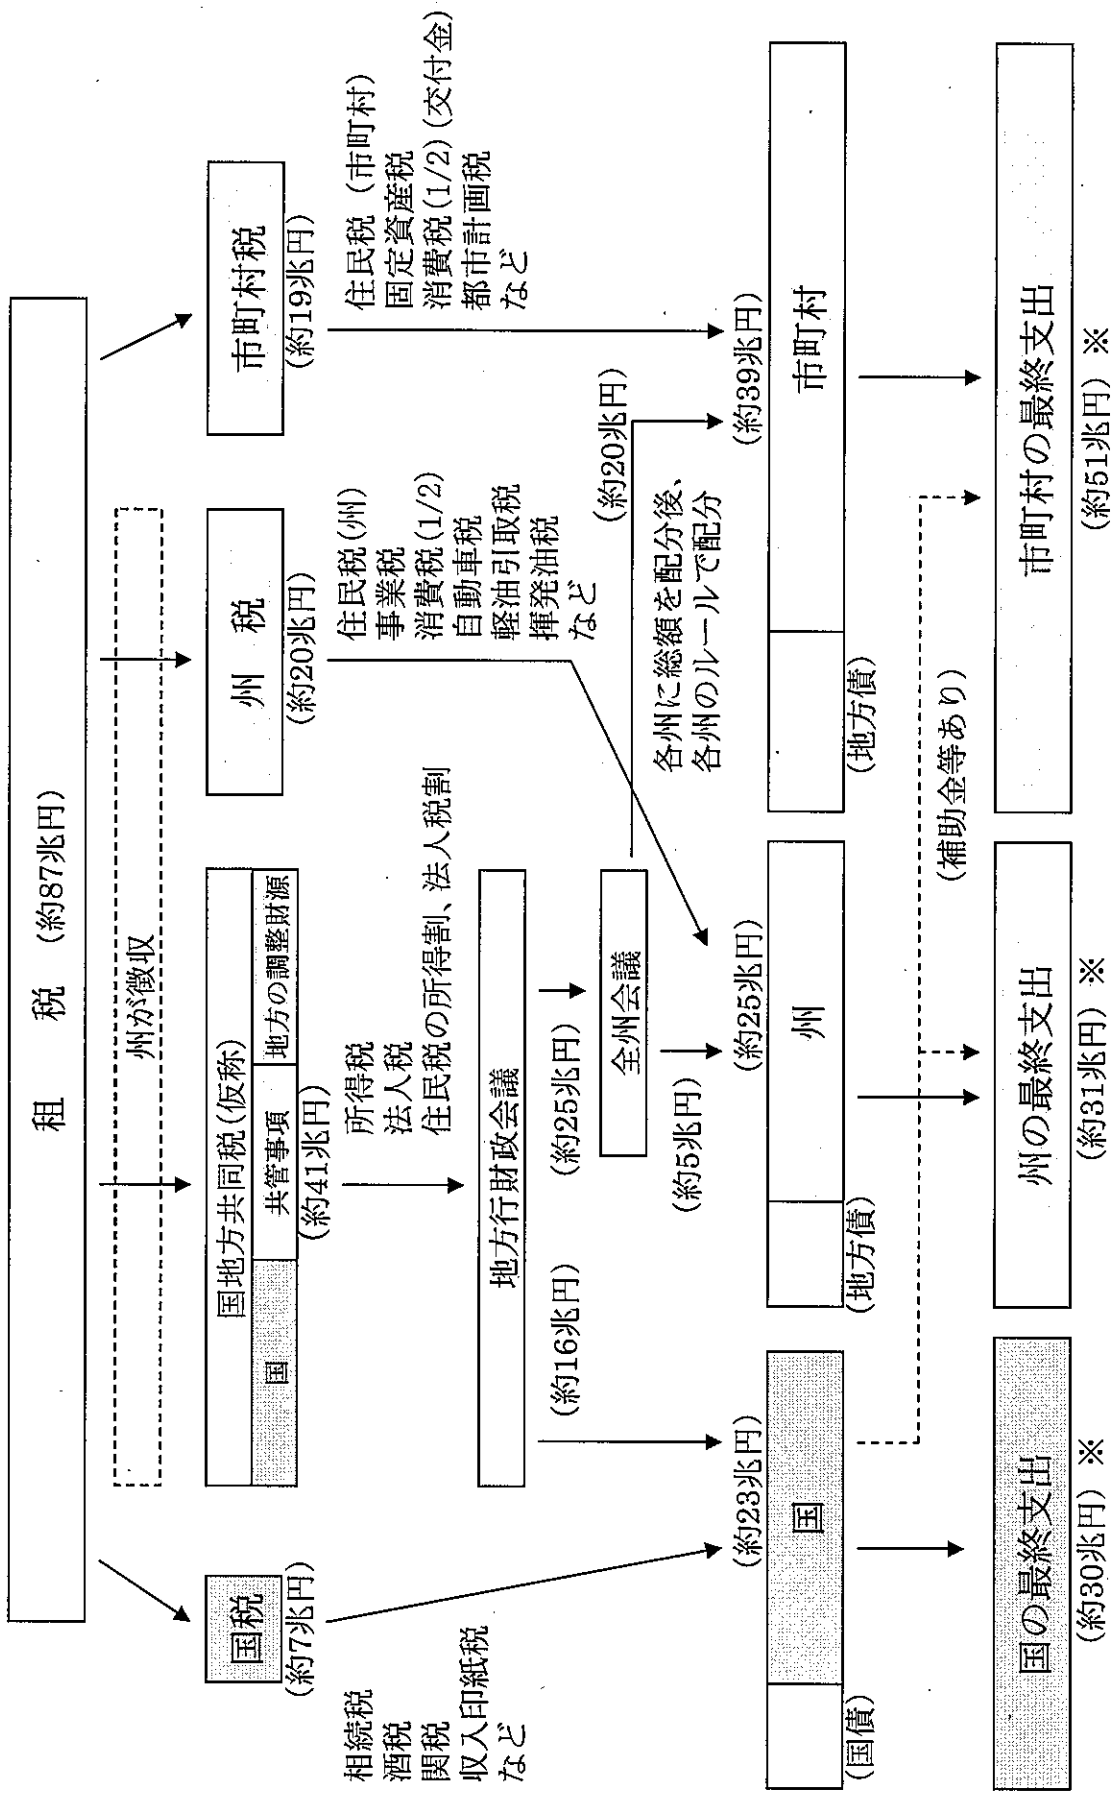 租 税 (約87兆円)
州が徴収
国税
(約7兆円)
相続税
酒税
関税
収入印紙税
など
国地方共同税(仮称)
国
共管事項
地方の調整財源
(約41兆円)
所得税
法人税
住民税の所得割、法人税割
州 税
(約20兆円)
住民税(州)
事業税
消費税(1/2)
自動車税
軽油引取税
揮発油税
など
市町村税
(約19兆円)
住民税 (市町村)
固定資産税
消費税(1/2)(交付金)
都市計画税
など
地方行財政会議
(約16兆円)
(約25兆円)
全州会議
(約5兆円)
(約20兆円)
各州に総額を配分後、
各州のルールで配分
(約23兆円)
国
(国債)
(約25兆円)
州
(地方債)
(約39兆円)
市町村
(地方債)
(補助金等あり)
国の最終支出
(約30兆円) ※
州の最終支出
(約31兆円) ※
市町村の最終支出
(約51兆円) ※